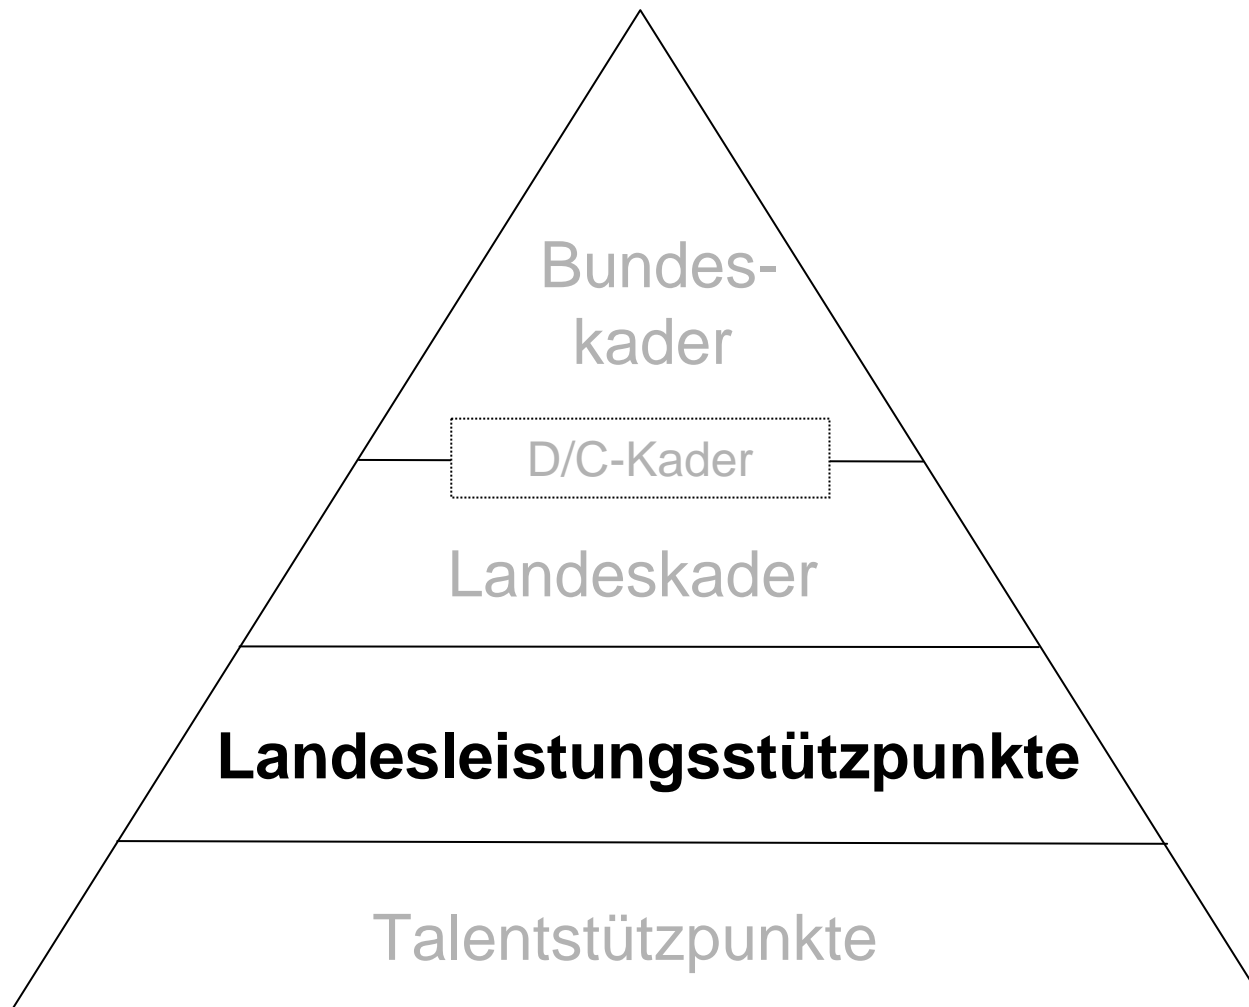 Bundes-
kader
D/C-Kader
Landeskader
Landesleistungsstützpunkte
Talentstützpunkte